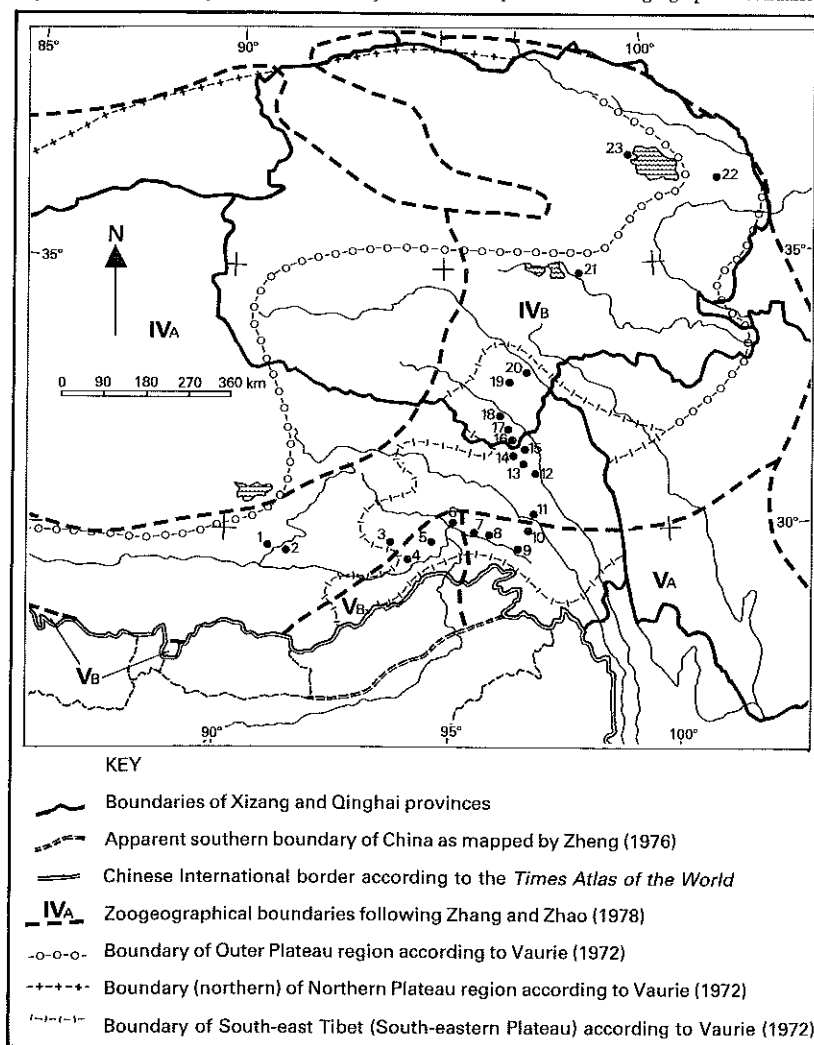 85°
90°
100°
23
22
N
35°
35°
21
IVB
IVA
0 90 180 270 360 km
20
19
18
17
16
15
14
13
12
11
30°
6
7
10
1
2
3
5
8
9
4
VA
VB
VB
90°
95°
100°
KEY
Boundaries of Xizang and Qinghai provinces
Apparent southern boundary of China as mapped by Zheng (1976)
Chinese International border according to the Times Atlas of the World
IVA Zoogeographical boundaries following Zhang and Zhao (1978)
Boundary of Outer Plateau region according to Vaurie (1972)
Boundary (northern) of Northern Plateau region according to Vaurie (1972)
Boundary of South-east Tibet (South-eastern Plateau) according to Vaurie (1972)